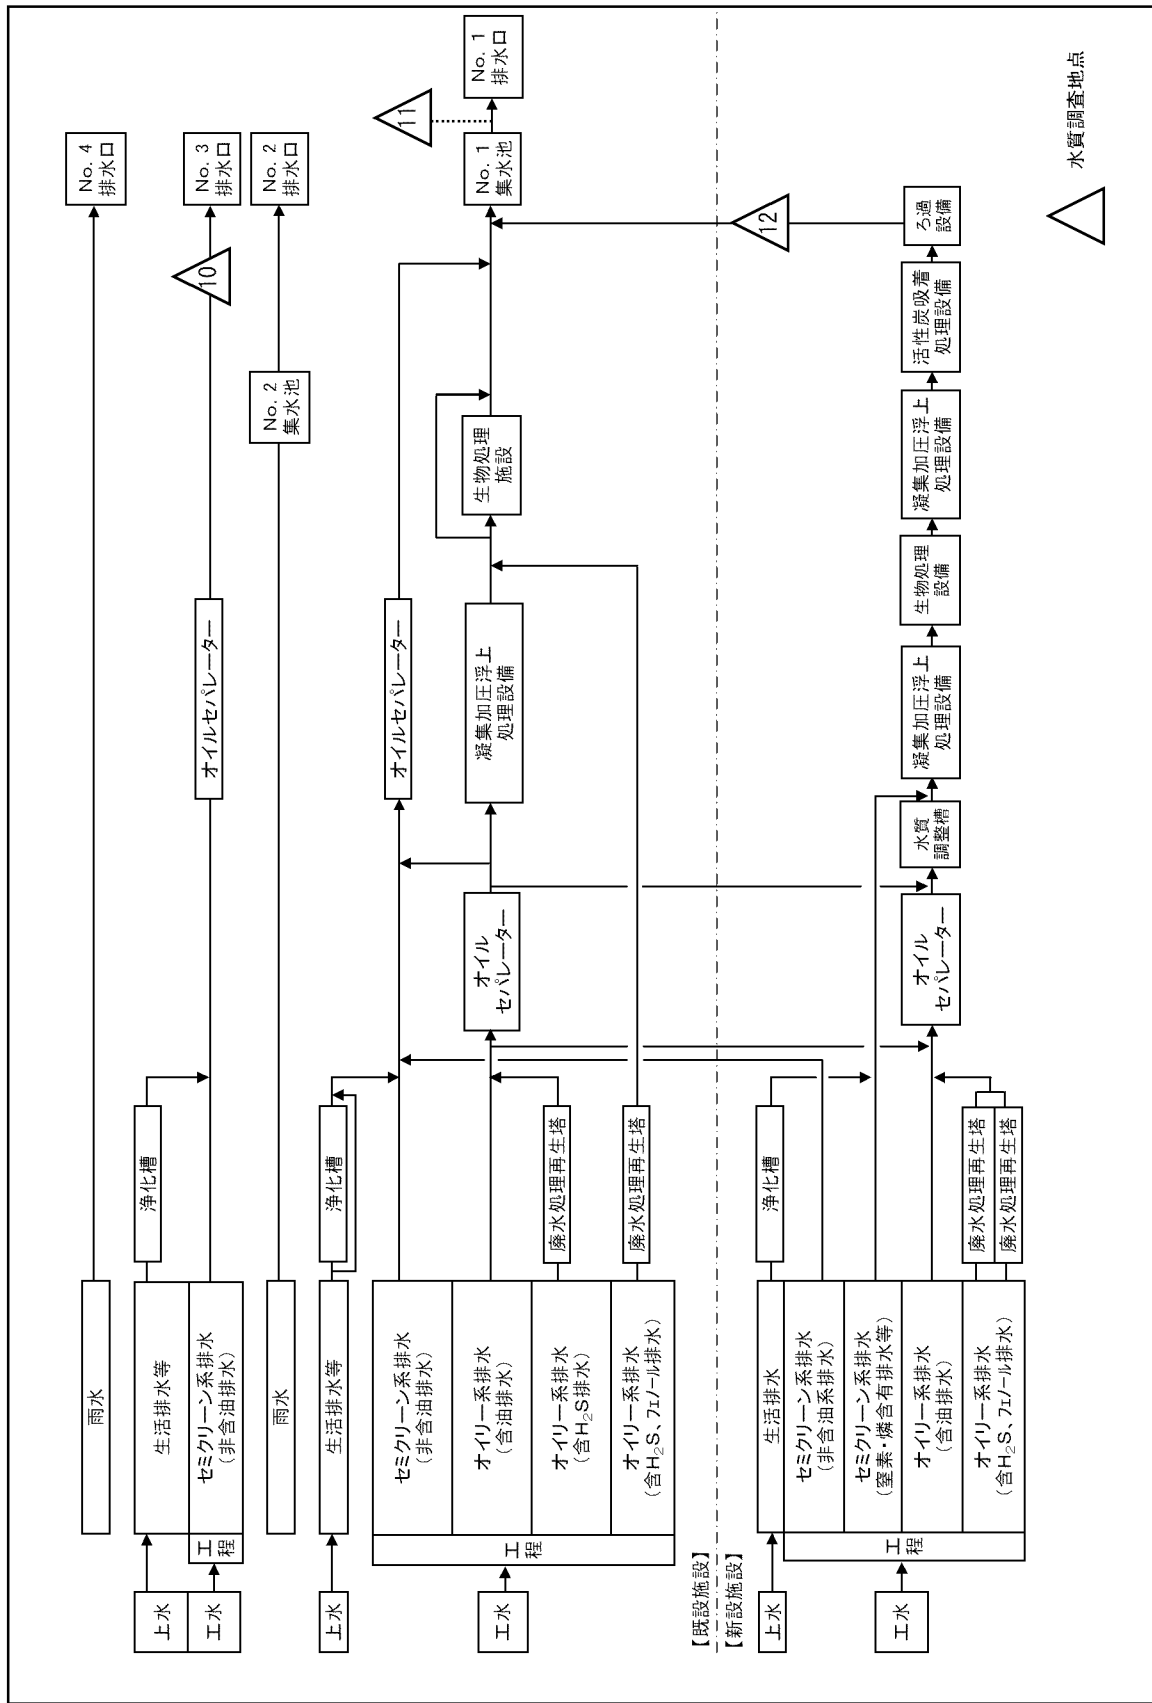 雨水
No. 4
排水口
上水
生活排水等
浄化槽
工水
工程
セミクリーン系排水
(非含油排水)
オイルセパレーター
10
No. 3
排水口
雨水
No. 2
集水池
No. 2
排水口
上水
生活排水等
浄化槽
工水
工程
セミクリーン系排水
(非含油排水)
オイルセパレーター
オイリー系排水
(含油排水)
オイル
セパレーター
凝集加圧浮上
処理設備
生物処理
施設
No. 1
集水池
11
No. 1
排水口
オイリー系排水
(含H₂S排水)
廃水処理再生塔
オイリー系排水
(含H₂S、フェノール排水)
廃水処理再生塔
【既設施設】
【新設施設】
上水
生活排水
浄化槽
工水
工程
セミクリーン系排水
(非含油系排水)
セミクリーン系排水
(窒素・燐含有排水等)
オイリー系排水
(含油排水)
オイル
セパレーター
水質
調整槽
凝集加圧浮上
処理設備
生物処理
設備
凝集加圧浮上
処理設備
活性炭吸着
処理設備
ろ過
設備
12
オイリー系排水
(含H₂S、フェノール排水)
廃水処理再生塔
廃水処理再生塔
水質調査地点